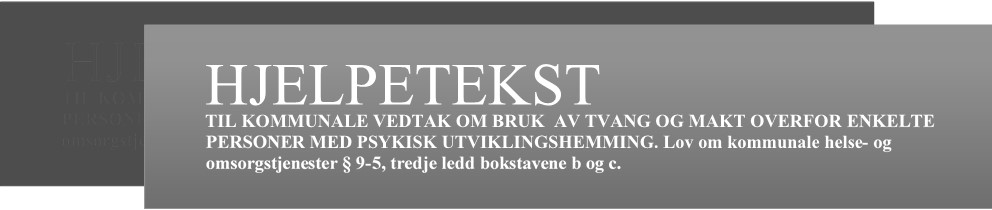 HJELPETEKST
TIL KOMMUNALE VEDTAK OM BRUK  AV TVANG OG MAKT OVERFOR ENKELTE
PERSONER MED PSYKISK UTVIKLINGSHEMMING. Lov om kommunale helse- og
omsorgstjenester § 9-5, tredje ledd bokstavene b og c.